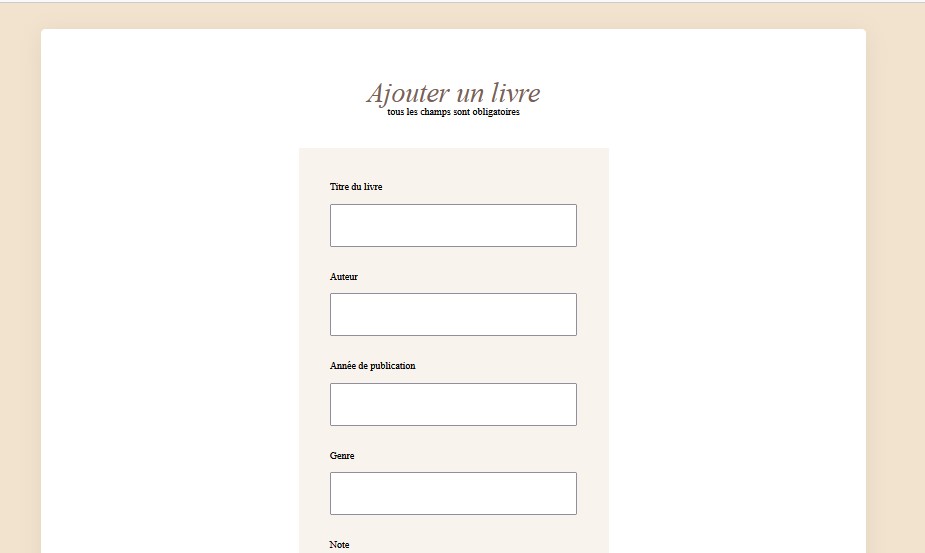 Ajouter un livre
tous les champs sont obligatoires
Titre du livre
Auteur
Année de publication
Genre
Note